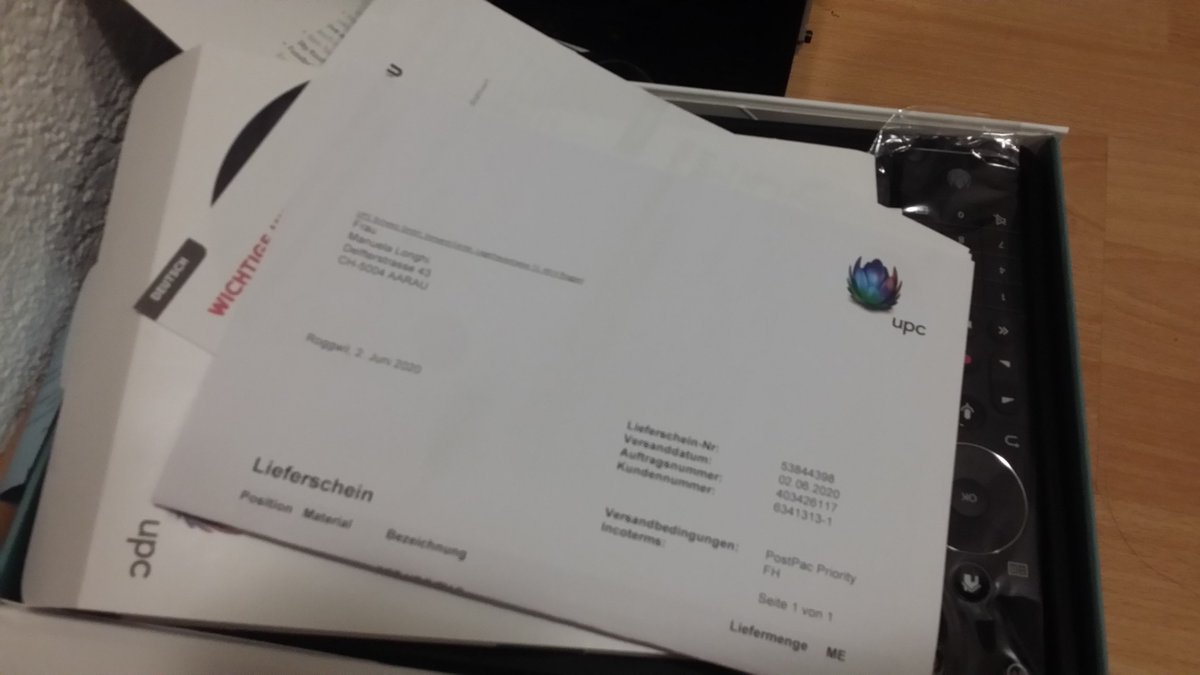 Frau
Manuela Longhi
CH-5004 AARAU
upc
Roggwil, 2. Juni 2020
Lieferschein-Nr: 53844398
Versanddatum: 02.06.2020
Auftragsnummer: 403426117
Kundennummer: 6341313-1
Lieferschein
Versandbedingungen: PostPac Priority
Incoterms: FH
Seite 1 von 1
Position Material Bezeichnung Liefermenge ME
DEUTSCH
WICHTIGE
upc
OK